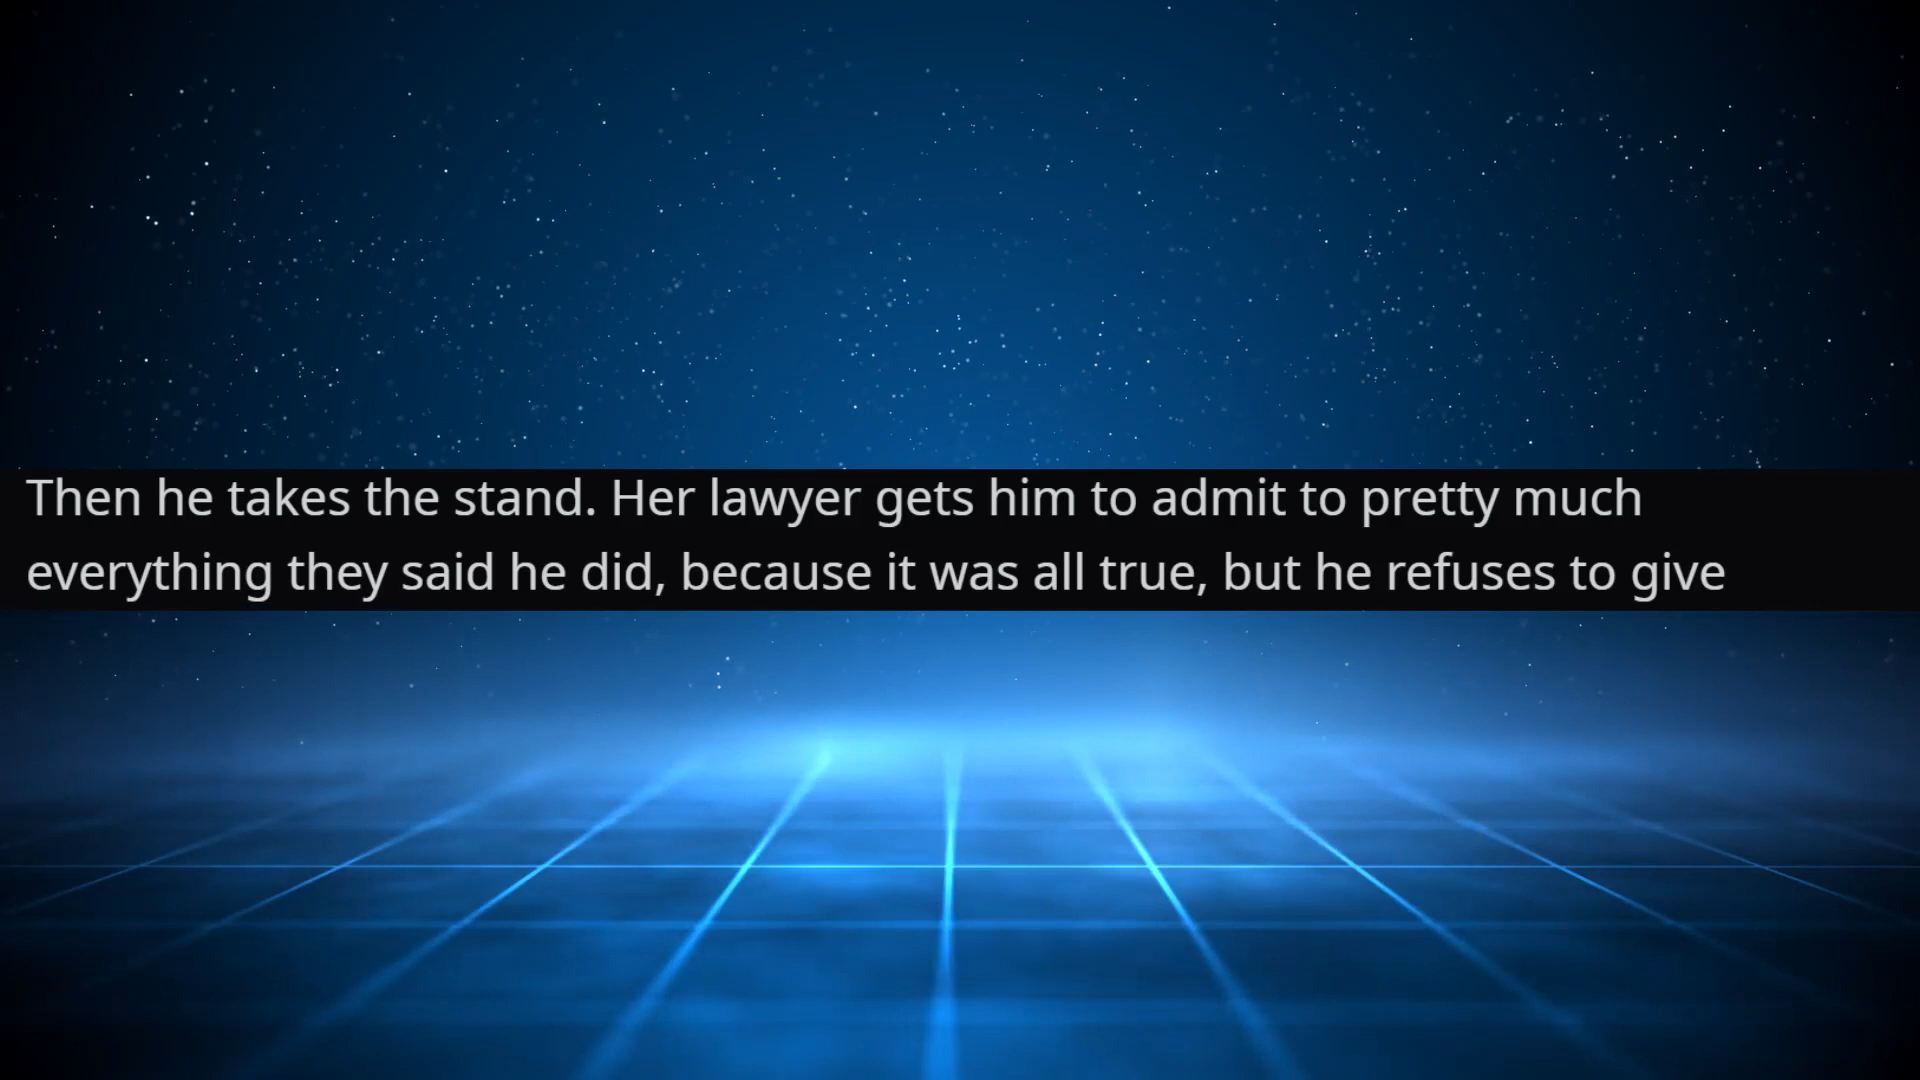 Then he takes the stand. Her lawyer gets him to admit to pretty much
everything they said he did, because it was all true, but he refuses to give